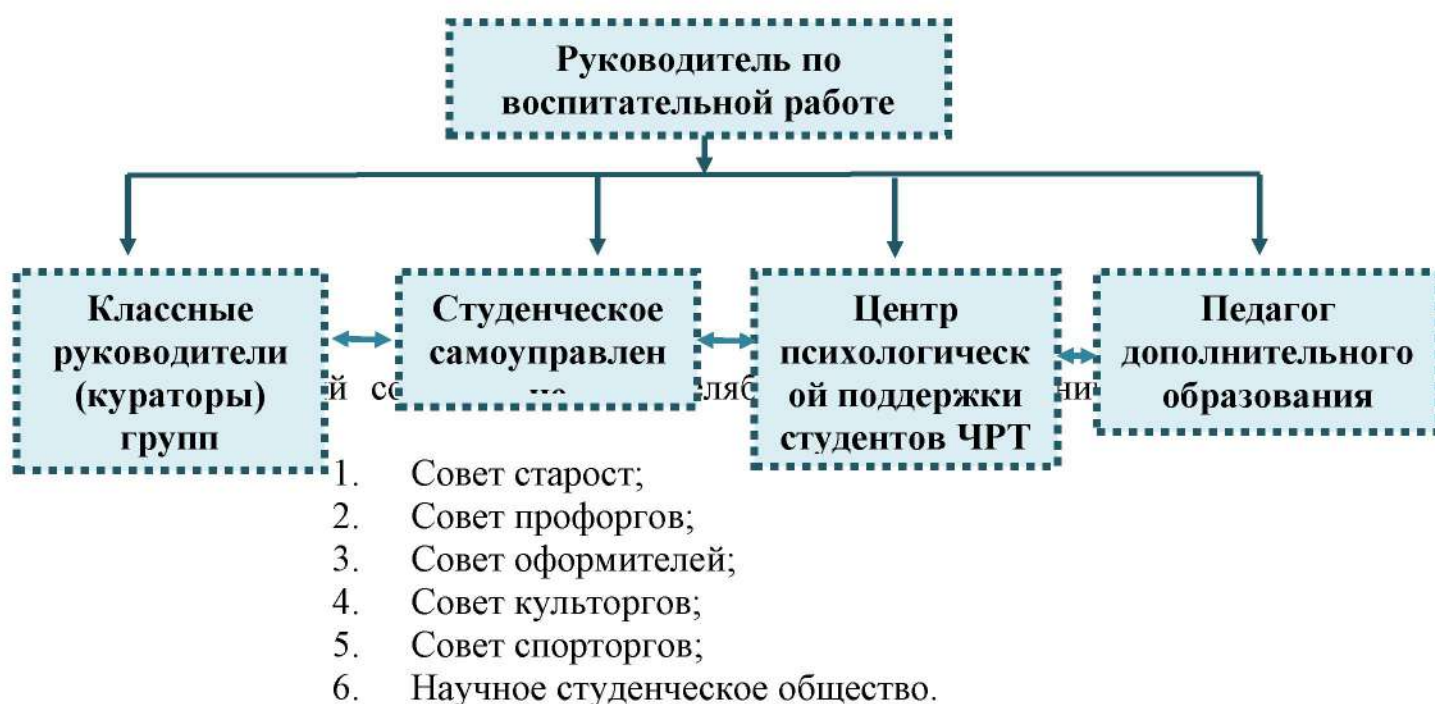 Руководитель по
воспитательной работе
Классные
руководители
(кураторы)
групп
Студенческое
самоуправлен
Центр
психологическ
ой поддержки
студентов ЧРТ
Педагог
дополнительного
образования
1. Совет старост;
2. Совет профоргов;
3. Совет оформителей;
4. Совет культоргов;
5. Совет спорторгов;
6. Научное студенческое общество.